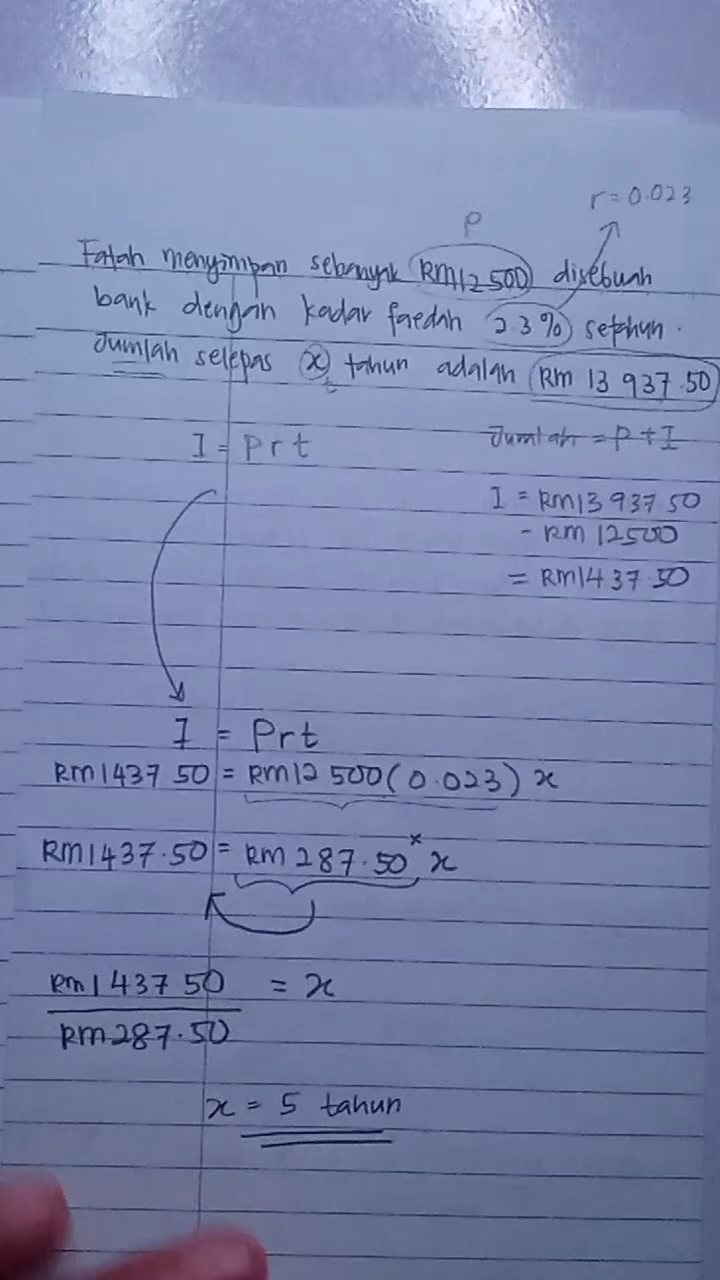 r = 0.023
P
Fatah menyimpan sebanyak RM12 500 disebuah
bank dengan kadar faedah 2 3% setahun.
Jumlah selepas x tahun adalah RM 13 937.50
I = Prt
Jumlah = P + I
I = RM13 937 50
- RM 12500
= RM1437.50
I = Prt
RM1437 50 = RM12 500 (0.023) x
RM1437.50 = RM 287.50 x x
RM1 437 50 = x
RM287.50
x = 5 tahun